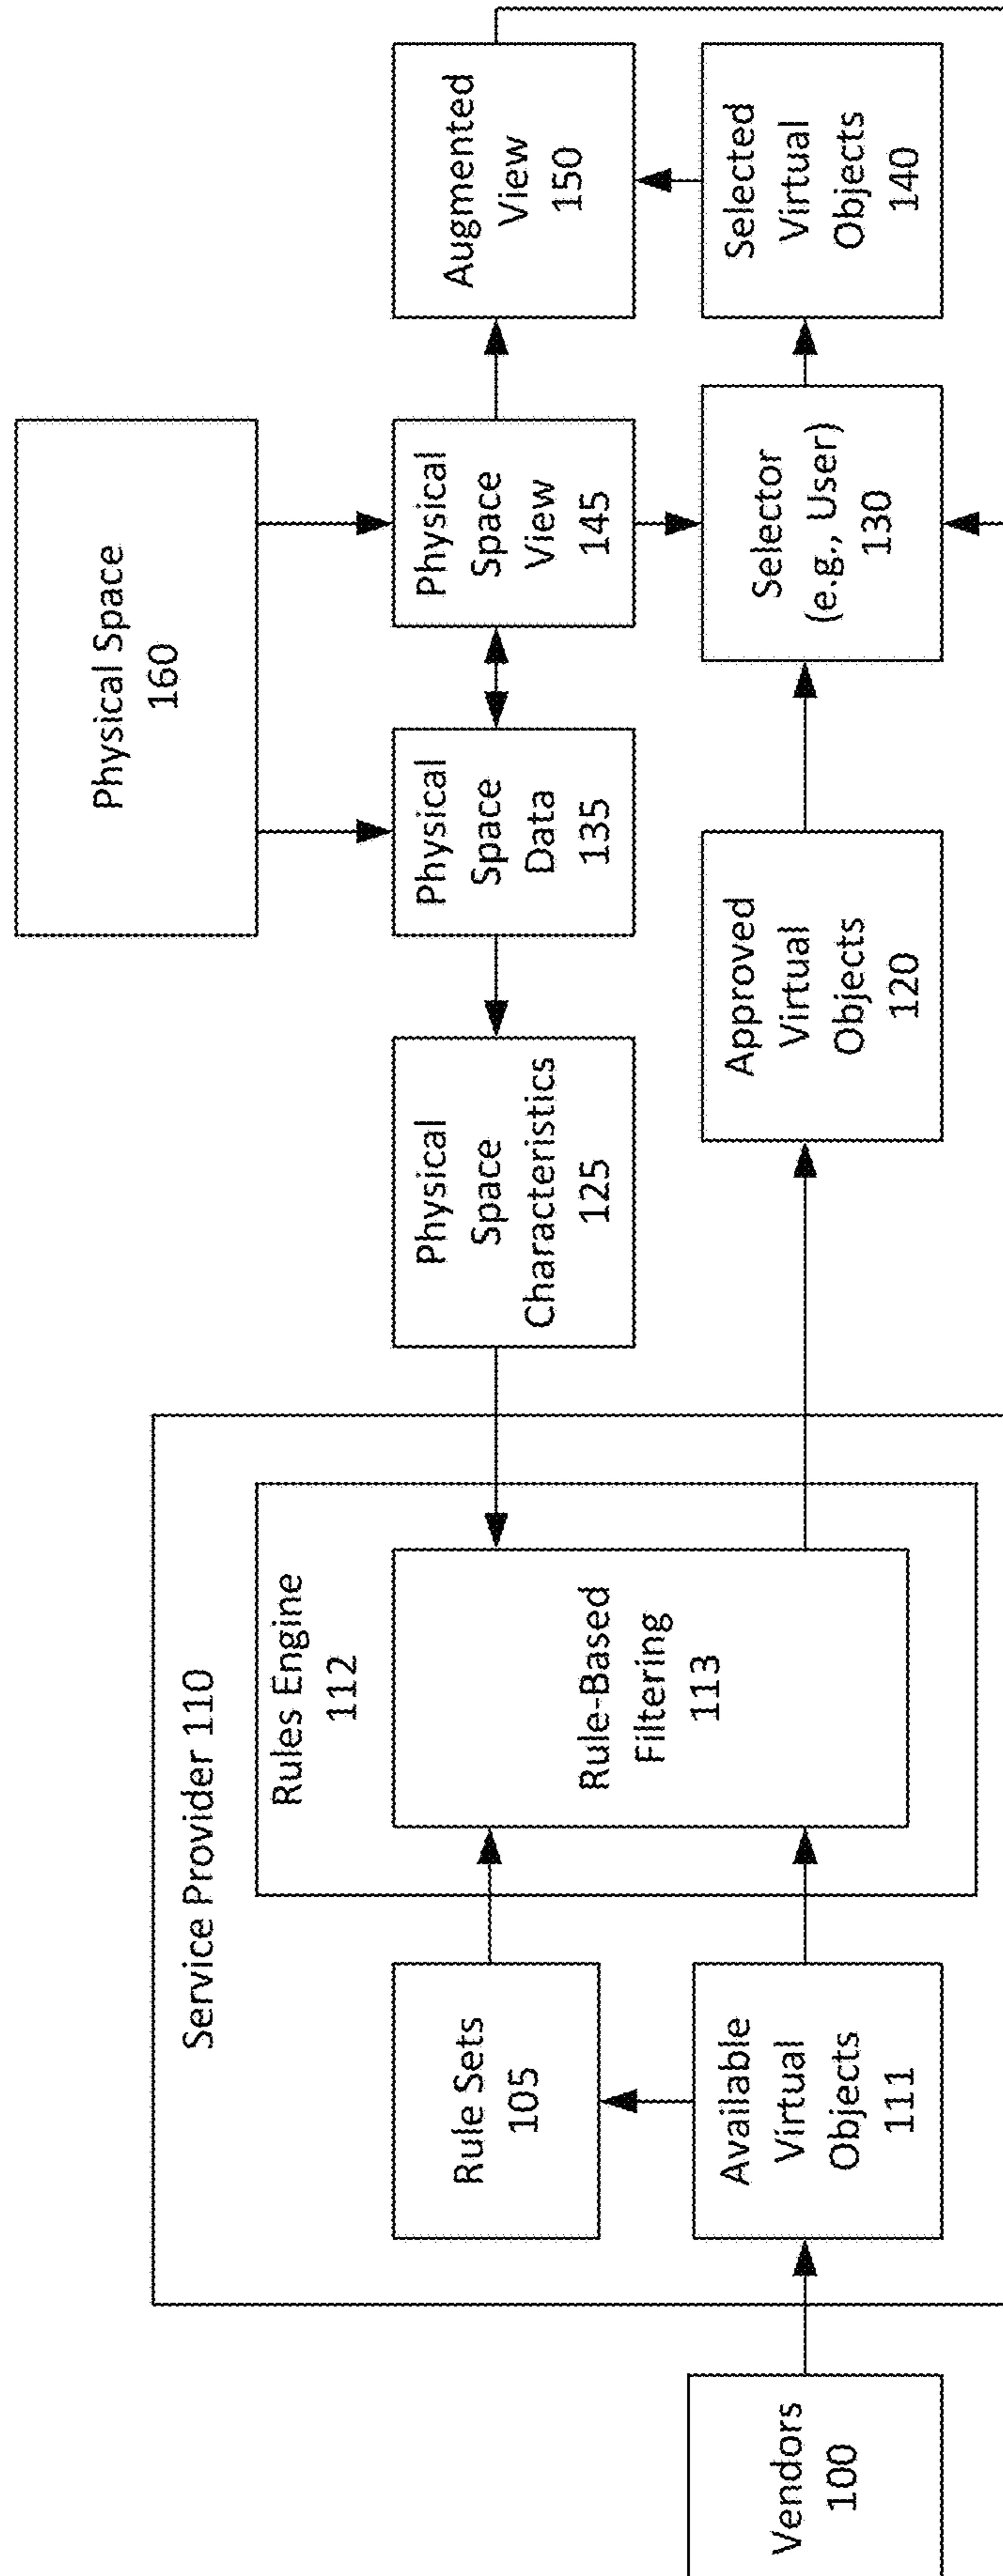 Physical Space
160
Service Provider 110
Rules Engine
112
Rule Sets
105
Rule-Based
Filtering
113
Physical
Space
Characteristics
125
Physical
Space
Data
135
Physical
Space
View
145
Augmented
View
150
Vendors
100
Available
Virtual
Objects
111
Approved
Virtual
Objects
120
Selector
(e.g., User)
130
Selected
Virtual
Objects
140